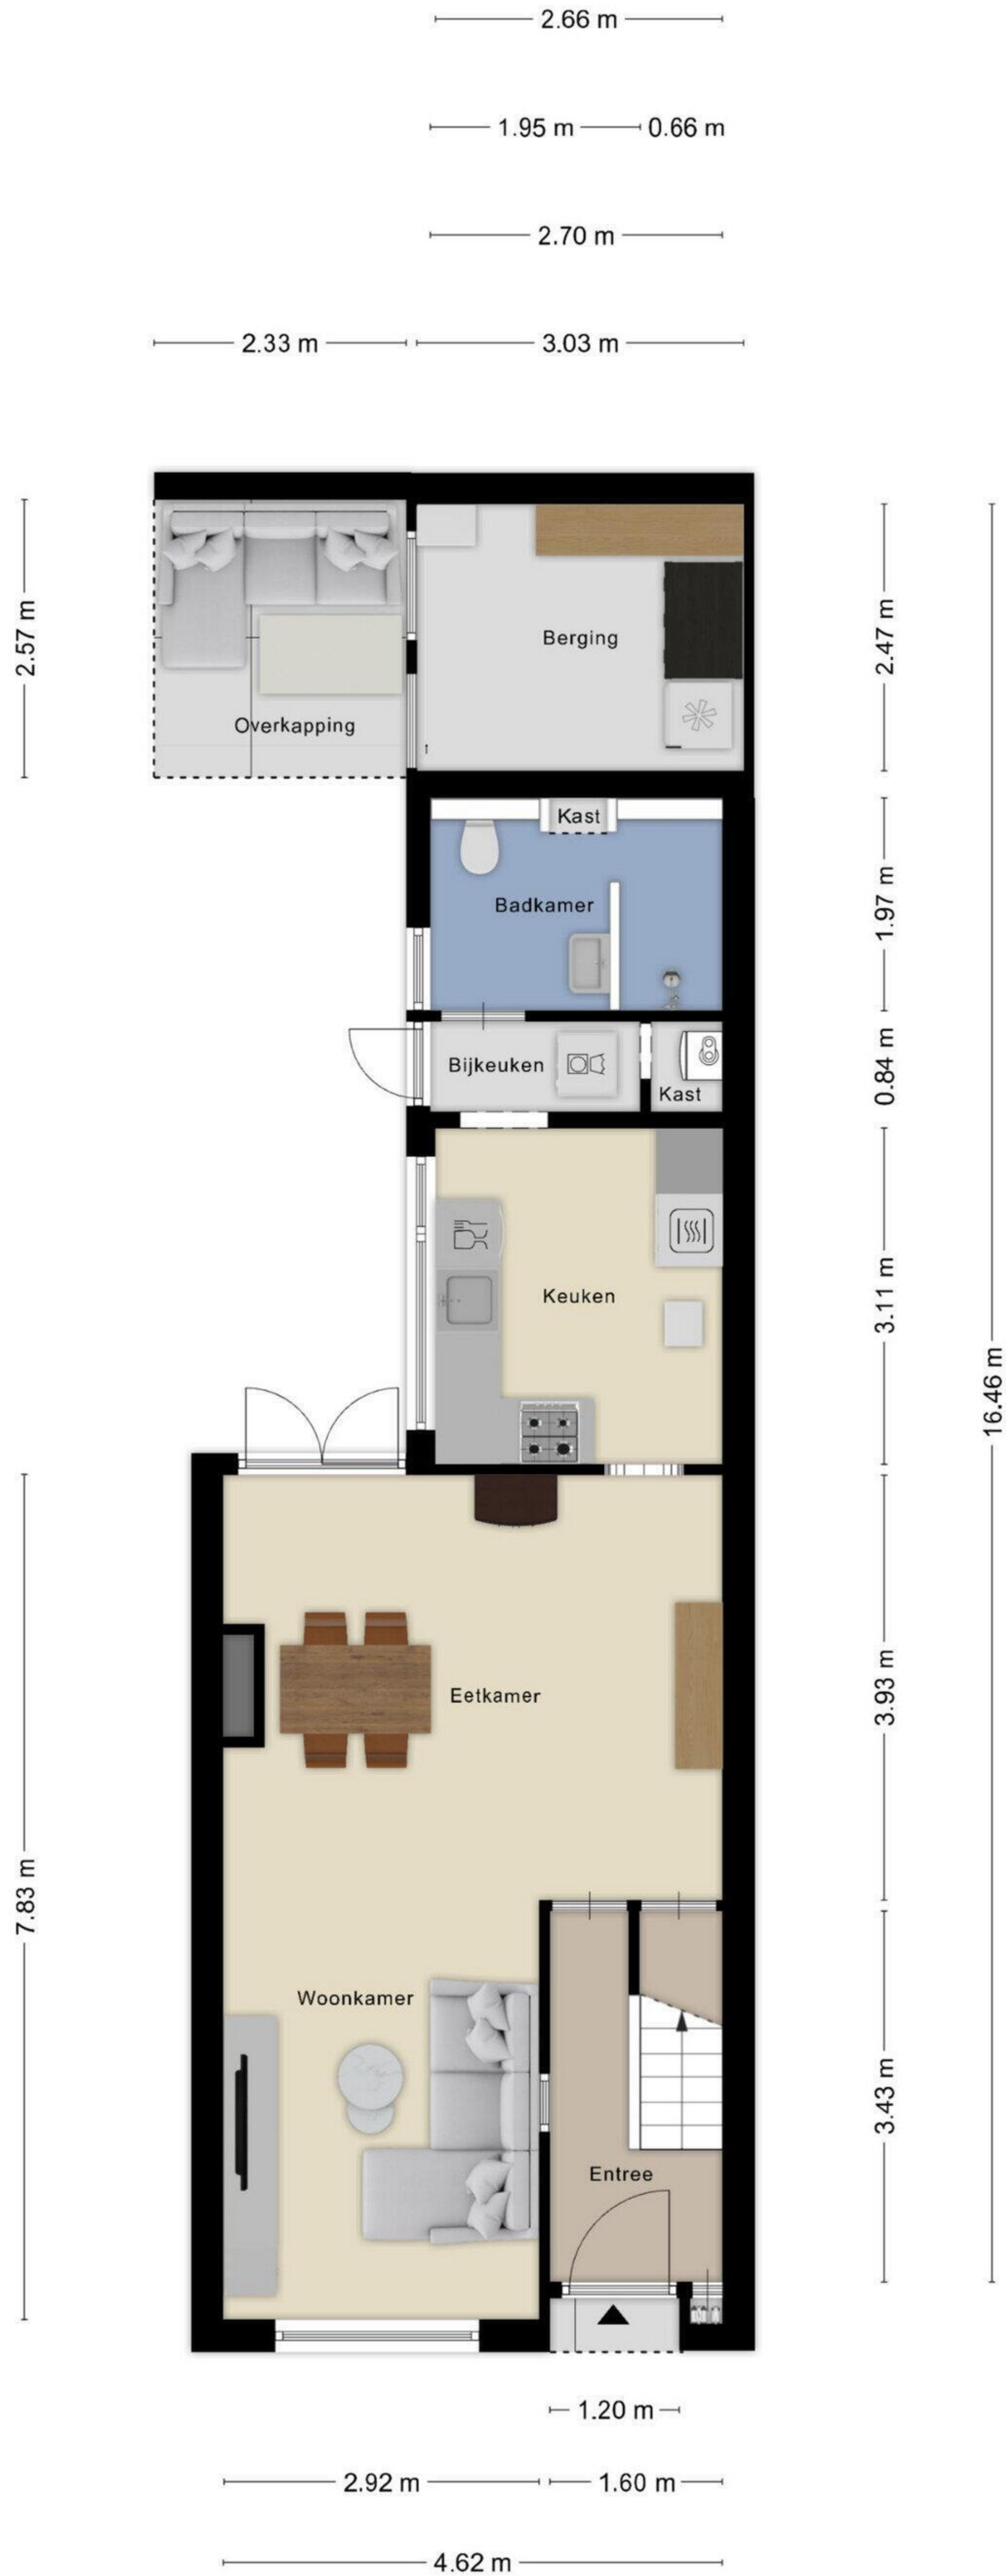 2.66 m
1.95 m
0.66 m
2.70 m
2.33 m
3.03 m
2.57 m
2.47 m
Berging
Overkapping
Kast
Badkamer
1.97 m
Bijkeuken
Kast
0.84 m
Keuken
3.11 m
16.46 m
Eetkamer
3.93 m
7.83 m
Woonkamer
3.43 m
Entree
1.20 m
2.92 m
1.60 m
4.62 m